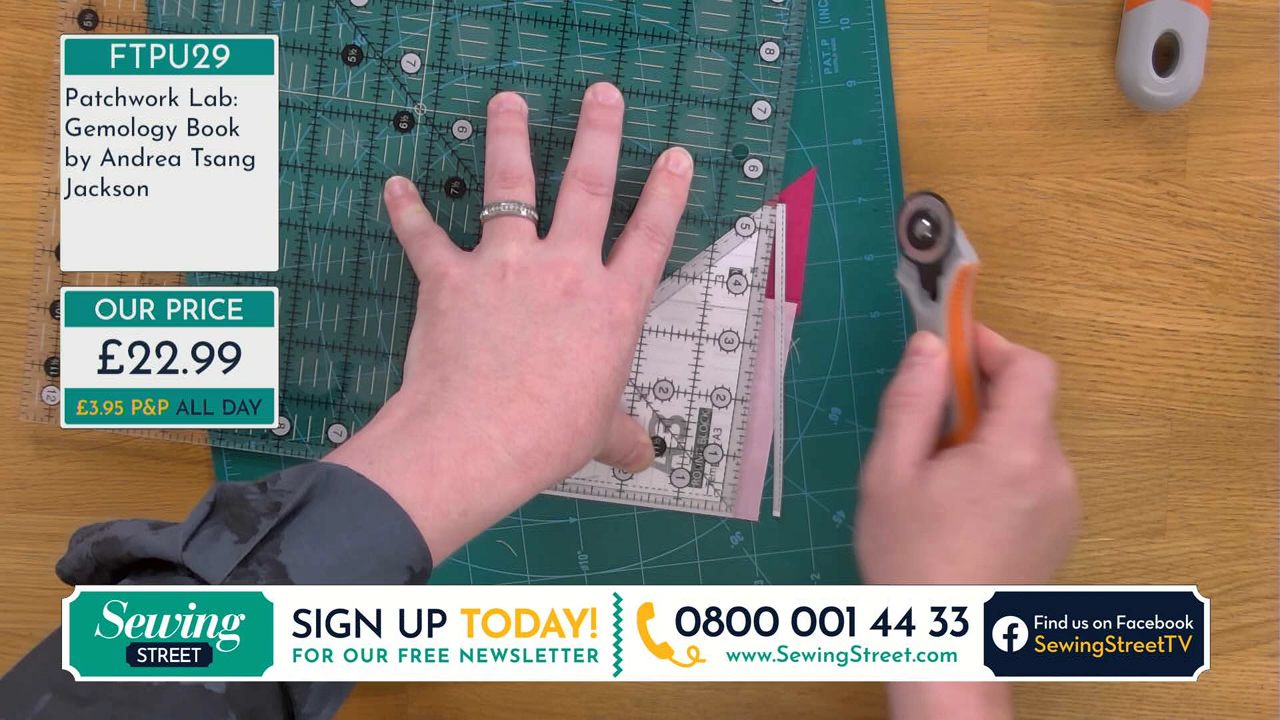 FTPU29
Patchwork Lab:
Gemology Book
by Andrea Tsang
Jackson
OUR PRICE
£22.99
£3.95 P&P ALL DAY
Sewing
STREET
SIGN UP TODAY!
FOR OUR FREE NEWSLETTER
0800 001 44 33
www.SewingStreet.com
Find us on Facebook
SewingStreetTV